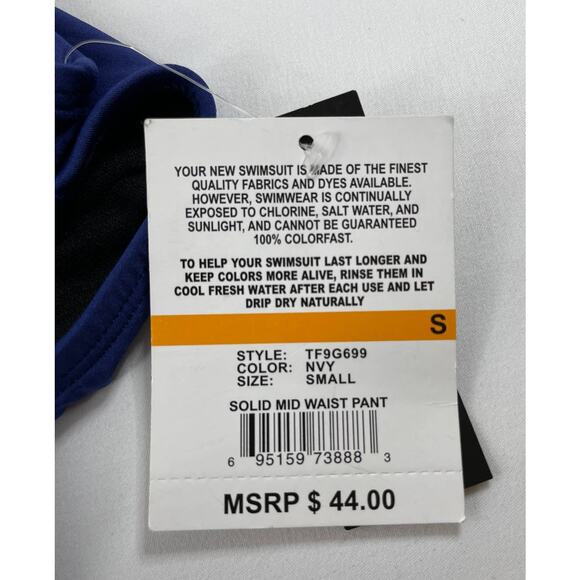 YOUR NEW SWIMSUIT IS MADE OF THE FINEST
QUALITY FABRICS AND DYES AVAILABLE.
HOWEVER, SWIMWEAR IS CONTINUALLY
EXPOSED TO CHLORINE, SALT WATER, AND
SUNLIGHT, AND CANNOT BE GUARANTEED
100% COLORFAST.
TO HELP YOUR SWIMSUIT LAST LONGER AND
KEEP COLORS MORE ALIVE, RINSE THEM IN
COOL FRESH WATER AFTER EACH USE AND LET
DRIP DRY NATURALLY
S
STYLE: TF9G699
COLOR: NVY
SIZE: SMALL
SOLID MID WAIST PANT
6 95159 73888 3
MSRP $ 44.00